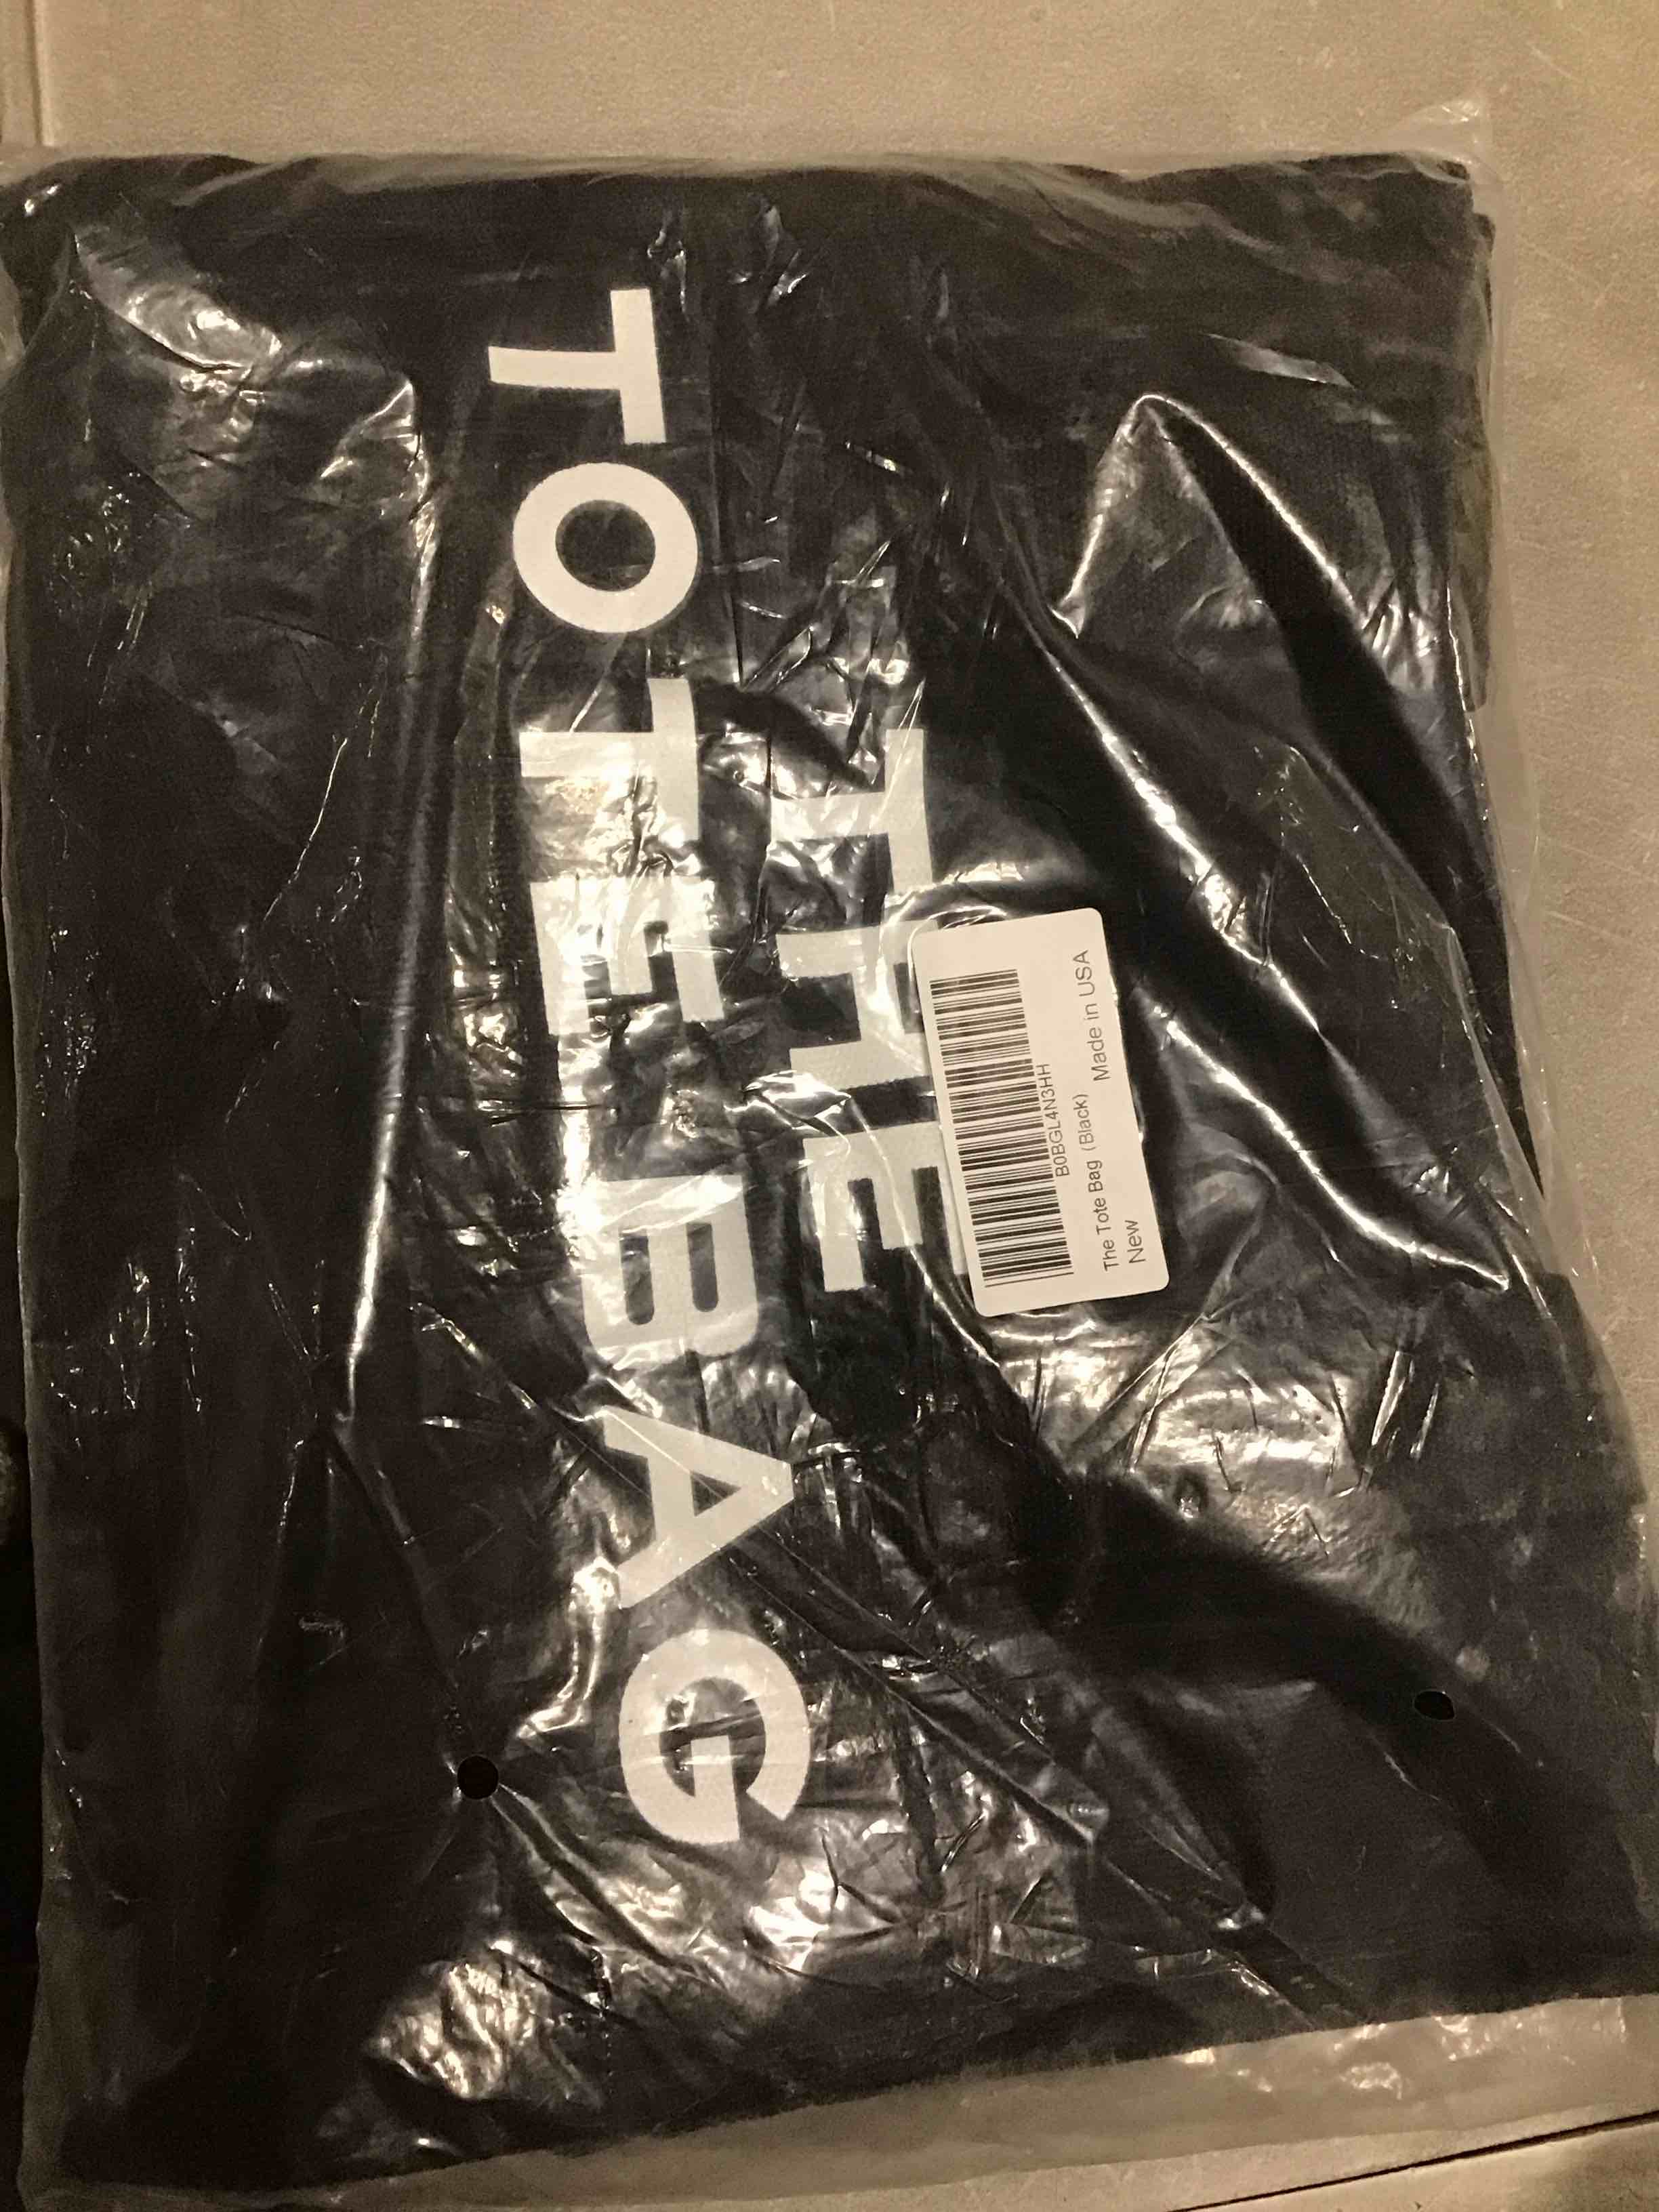 THE
TOTE BAG
B0BGL4N3HH
The Tote Bag (Black)
New
Made in USA